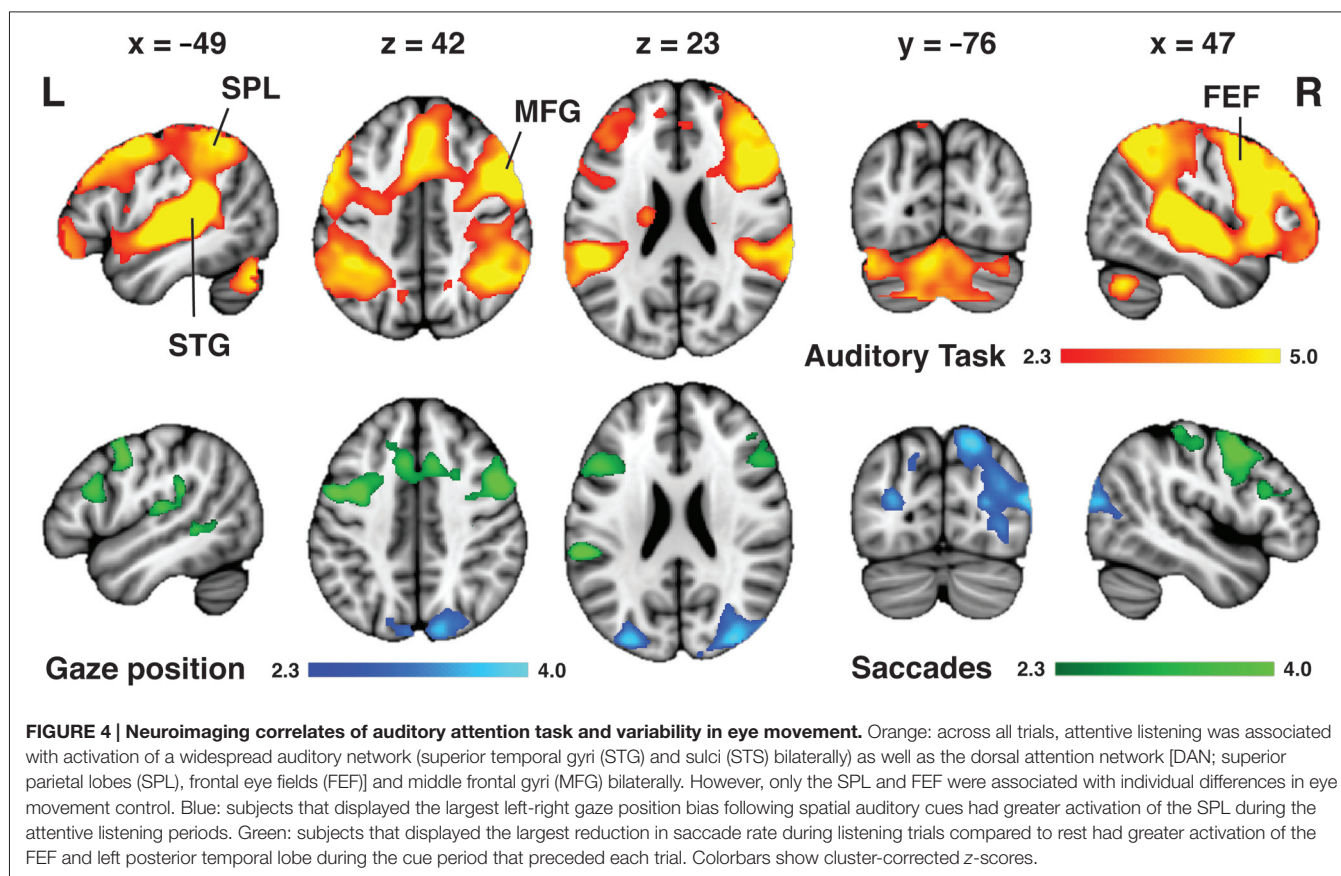 x = –49
z = 42
z = 23
y = –76
x = 47
L
SPL
MFG
FEF
R
STG
Auditory Task 2.3 5.0
Gaze position 2.3 4.0
Saccades 2.3 4.0
FIGURE 4 | Neuroimaging correlates of auditory attention task and variability in eye movement. Orange: across all trials, attentive listening was associated
with activation of a widespread auditory network (superior temporal gyri (STG) and sulci (STS) bilaterally) as well as the dorsal attention network [DAN; superior
parietal lobes (SPL), frontal eye fields (FEF)] and middle frontal gyri (MFG) bilaterally. However, only the SPL and FEF were associated with individual differences in eye
movement control. Blue: subjects that displayed the largest left-right gaze position bias following spatial auditory cues had greater activation of the SPL during the
attentive listening periods. Green: subjects that displayed the largest reduction in saccade rate during listening trials compared to rest had greater activation of the
FEF and left posterior temporal lobe during the cue period that preceded each trial. Colorbars show cluster-corrected z-scores.